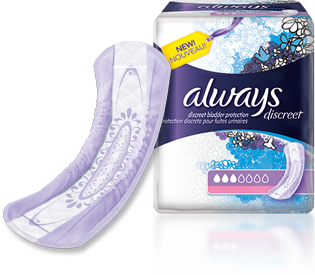 NEW!
NOUVEAU!
always
discreet
discreet bladder protection
protection discrète pour fuites urinaires